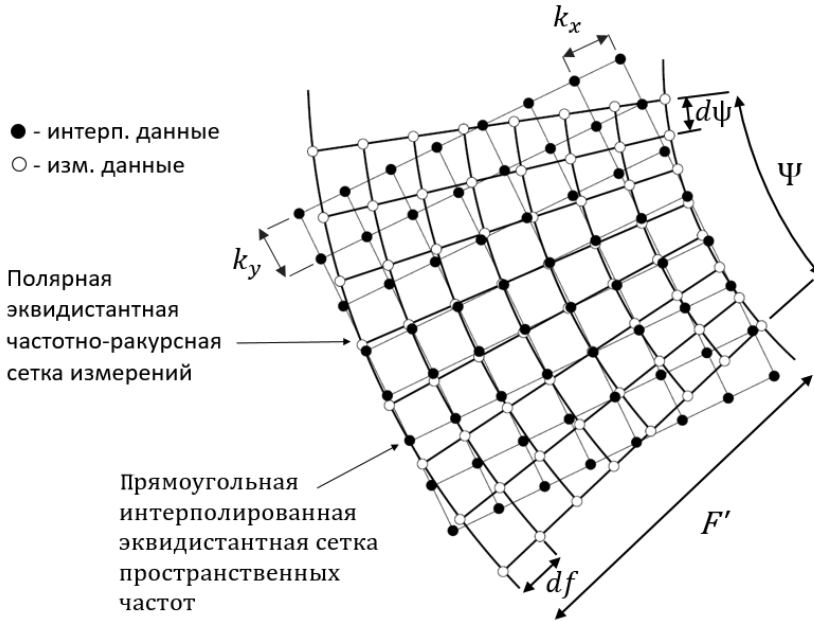 kₓ
dψ
- интерп. данные
- изм. данные
Ψ
k_y
Полярная
эквидистантная
частотно-ракурсная
сетка измерений
Прямоугольная
интерполированная
эквидистантная сетка
пространственных
частот
F′
df